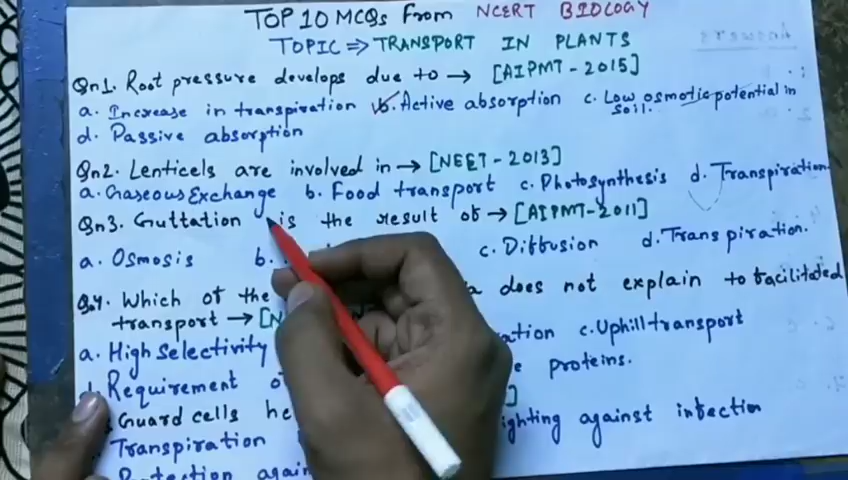 TOP 10 MCQs from NCERT BIOLOGY
TOPIC ⇒ TRANSPORT IN PLANTS
Qn1. Root pressure develops due to → [AIPMT-2015]
a. Increase in transpiration b. Active absorption c. Low osmotic potential in
soil.
d. Passive absorption
Qn2. Lenticels are involved in → [NEET-2013]
a. Gaseous Exchange b. Food transport c. Photosynthesis d. Transpiration
Qn3. Guttation is the result of → [AIPMT-2011]
a. Osmosis b. c. Diffusion d. Transpiration.
Q4. Which of the does not explain to facilitated
transport → [N
a. High Selectivity c. Uphill transport
Requirement proteins.
Guard cells against infection
Transpiration
Protection